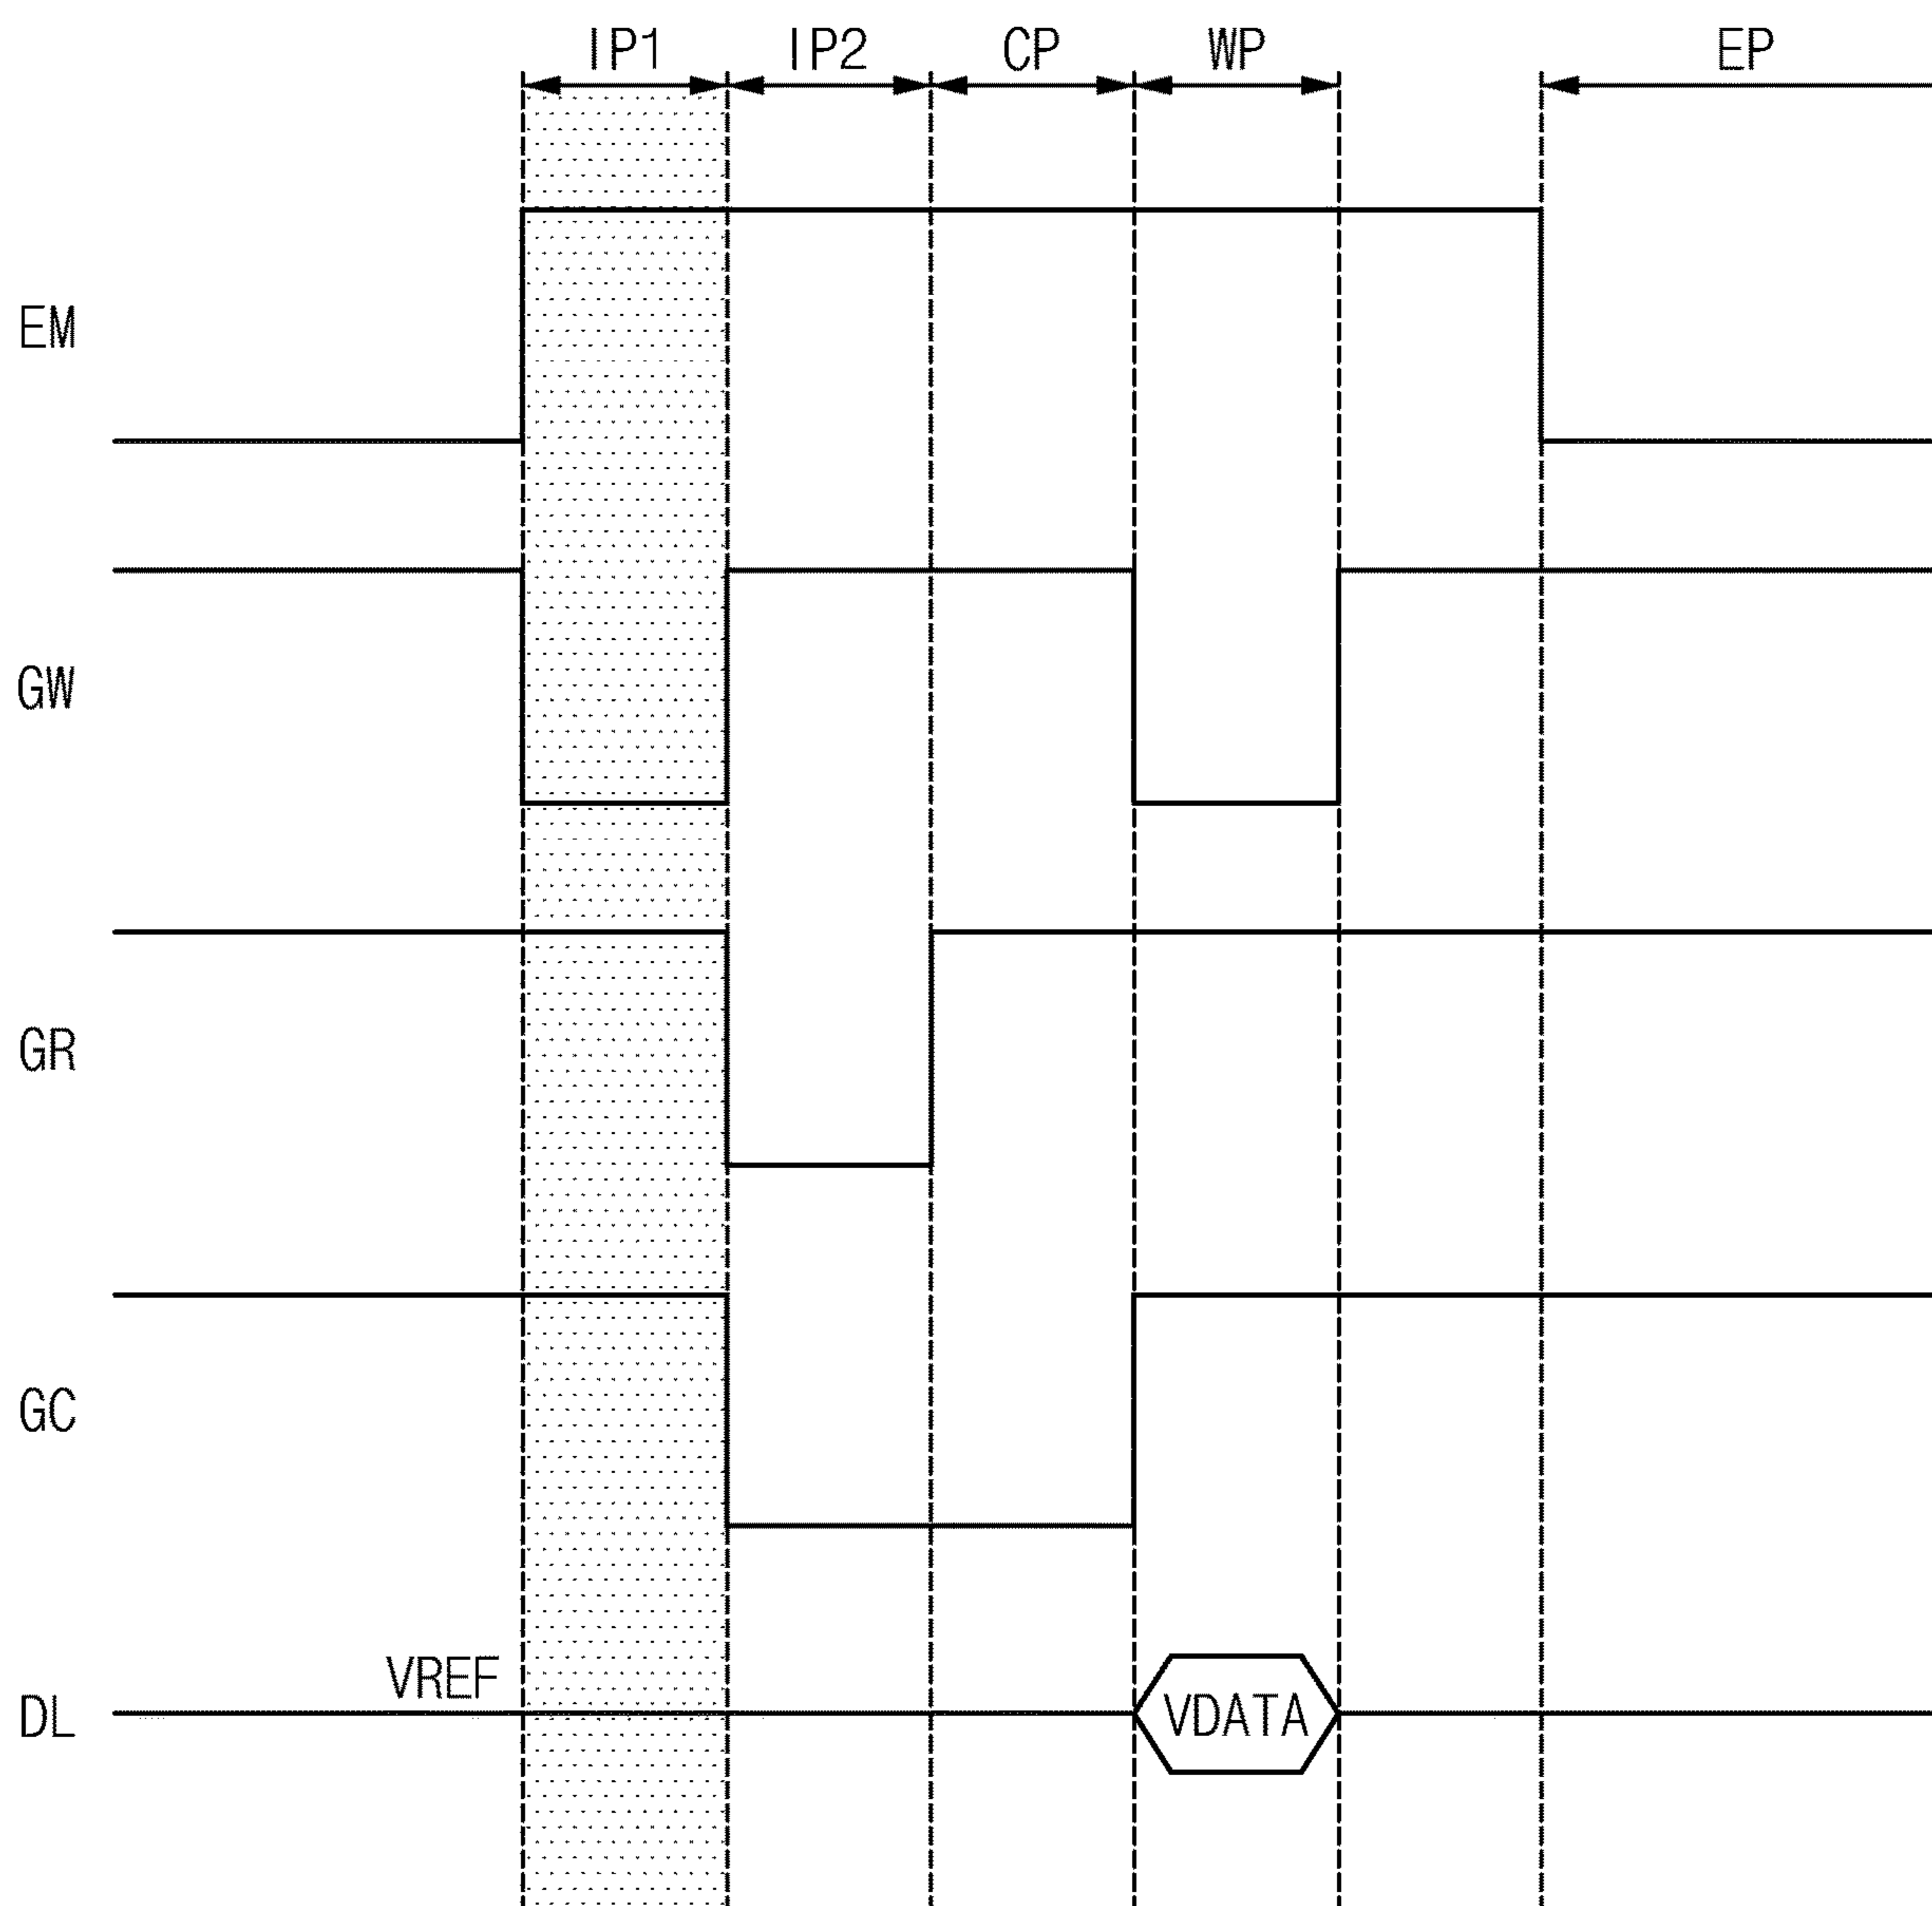 IP1 IP2 CP WP EP
EM
GW
GR
GC
VREF
DL VDATA